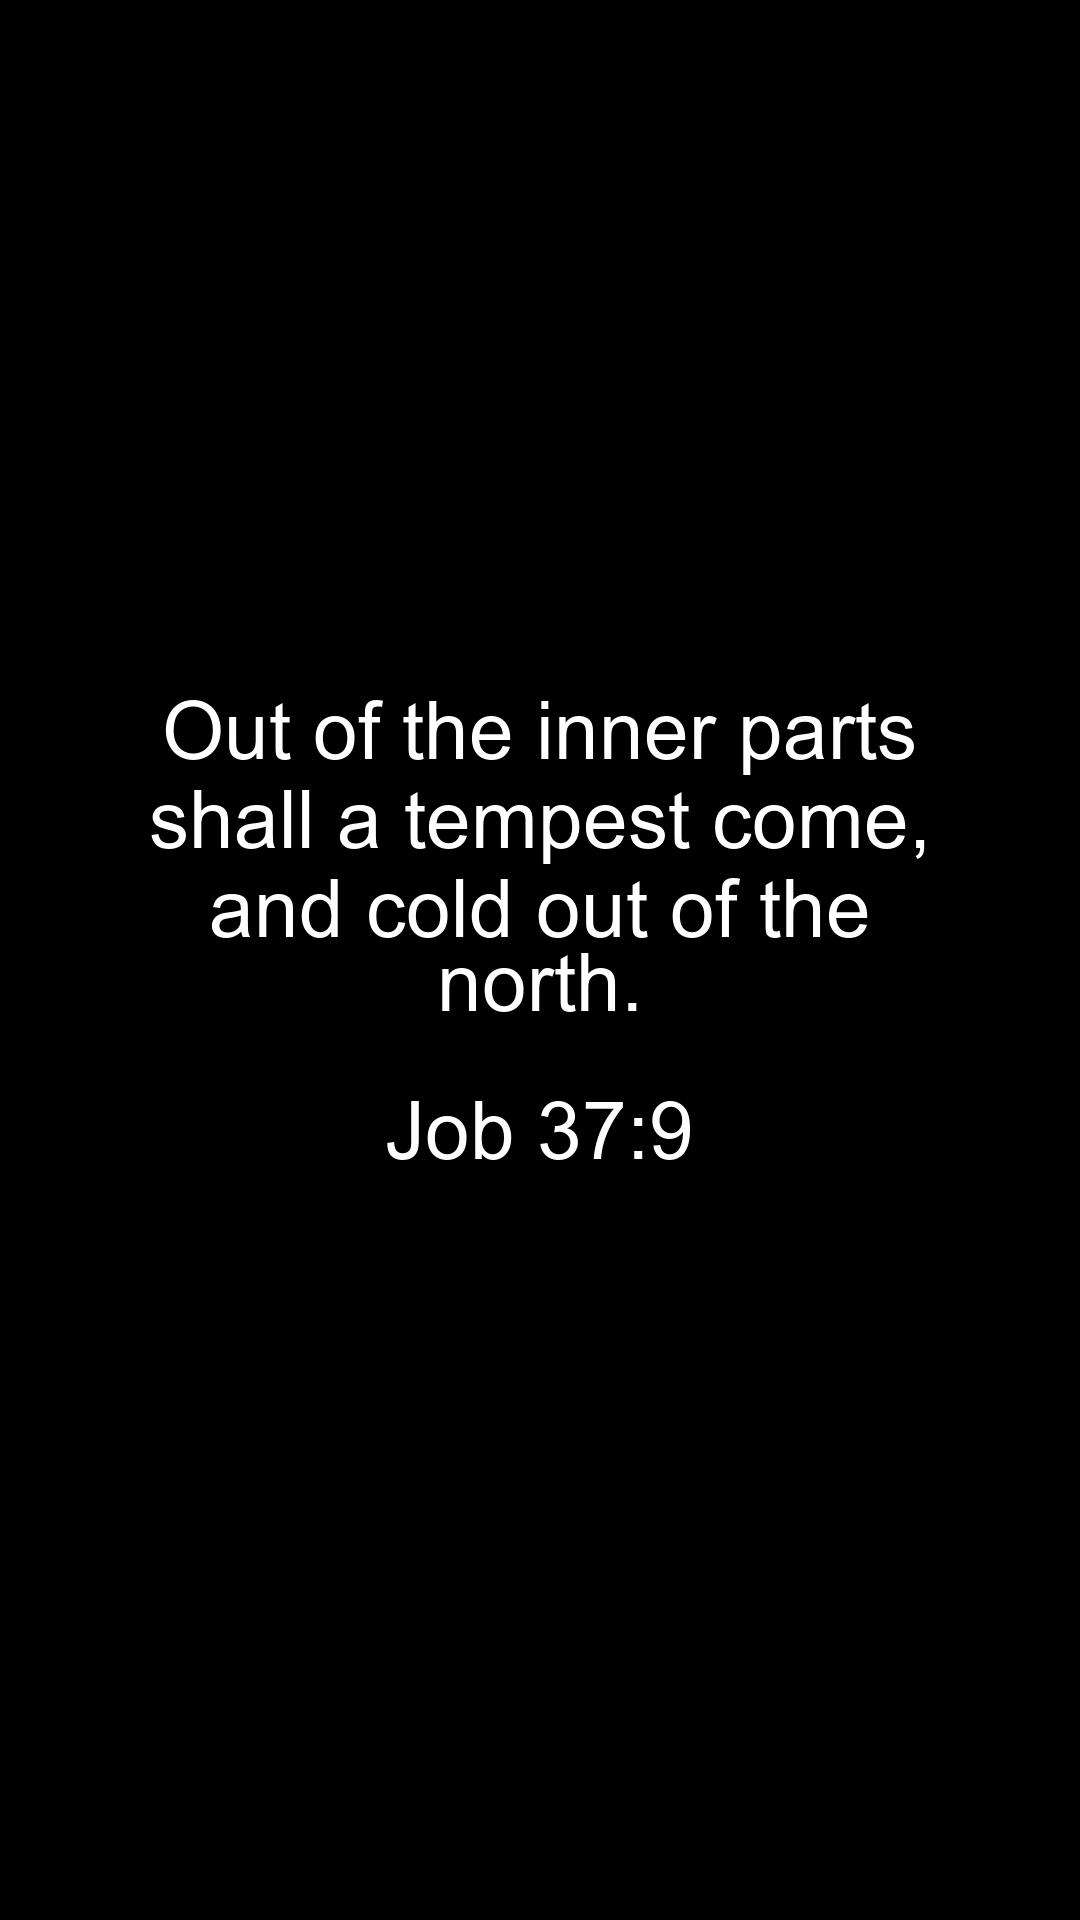 Out of the inner parts
shall a tempest come,
and cold out of the
north.
Job 37:9